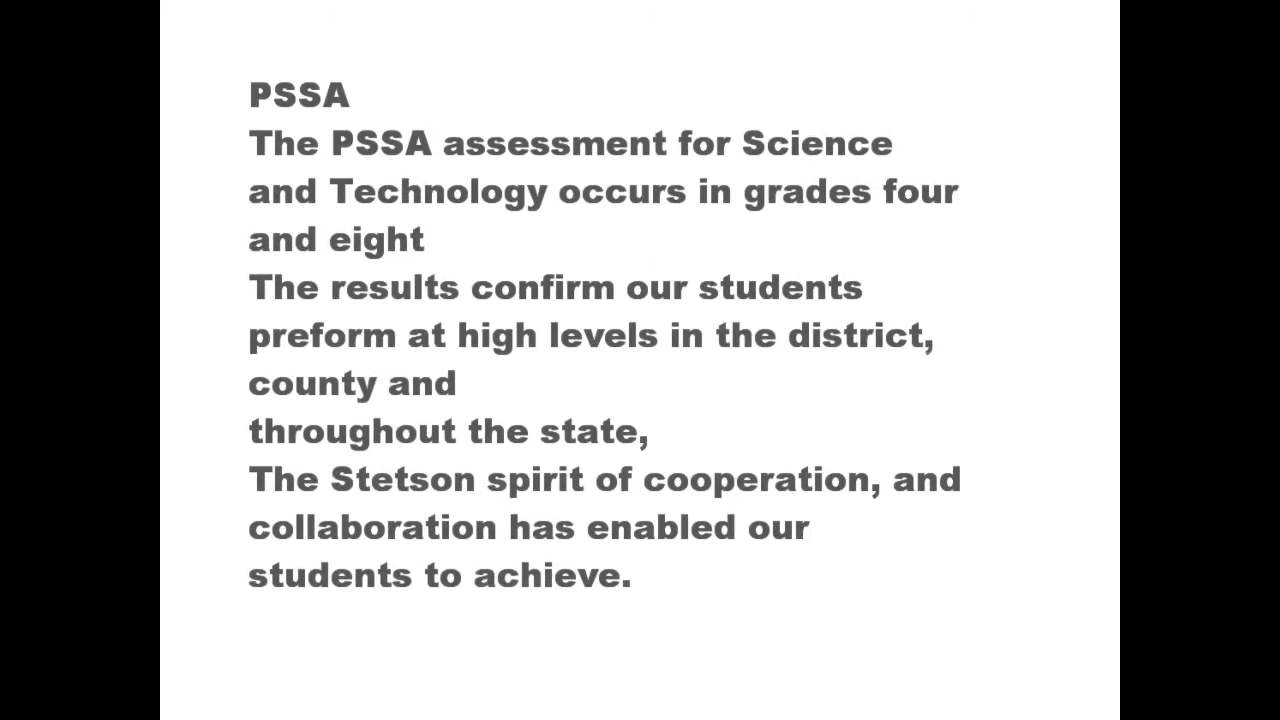 PSSA
The PSSA assessment for Science
and Technology occurs in grades four
and eight
The results confirm our students
preform at high levels in the district,
county and
throughout the state,
The Stetson spirit of cooperation, and
collaboration has enabled our
students to achieve.